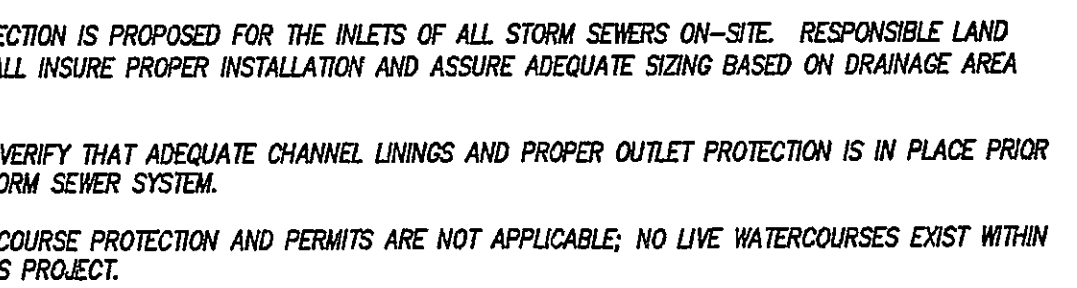 ECTION IS PROPOSED FOR THE INLETS OF ALL STORM SEWERS ON-SITE. RESPONSIBLE LAND
ALL INSURE PROPER INSTALLATION AND ASSURE ADEQUATE SIZING BASED ON DRAINAGE AREA
VERIFY THAT ADEQUATE CHANNEL LININGS AND PROPER OUTLET PROTECTION IS IN PLACE PRIOR
ORM SEWER SYSTEM.
COURSE PROTECTION AND PERMITS ARE NOT APPLICABLE; NO LIVE WATERCOURSES EXIST WITHIN
S PROJECT.